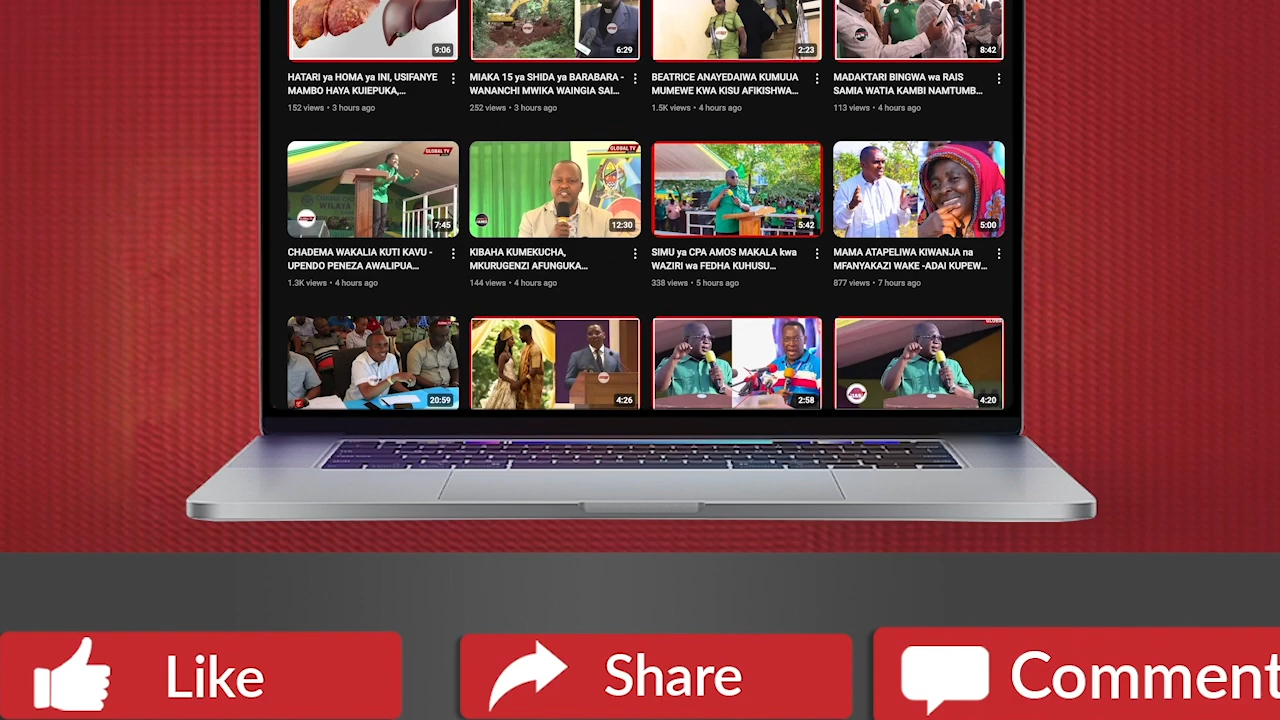 9:06
6:29
2:23
8:42
HATARI ya HOMA ya INI, USIFANYE
MAMBO HAYA KUIEPUKA,...
152 views • 3 hours ago
MIAKA 15 ya SHIDA ya BARABARA -
WANANCHI MWIKA WAINGIA SAI...
252 views • 3 hours ago
BEATRICE ANAYEDAIWA KUMUUA
MUMEWE KWA KISU AFIKISHWA...
1.5K views • 4 hours ago
MADAKTARI BINGWA wa RAIS
SAMIA WATIA KAMBI NAMTUMB...
113 views • 4 hours ago
GLOBAL TV
WILAYA
7:45
GLOBAL TV
12:30
5:42
5:00
CHADEMA WAKALIA KUTI KAVU -
UPENDO PENEZA AWALIPUA...
1.3K views • 4 hours ago
KIBAHA KUMEKUCHA,
MKURUGENZI AFUNGUKA...
144 views • 4 hours ago
SIMU ya CPA AMOS MAKALA kwa
WAZIRI wa FEDHA KUHUSU...
338 views • 5 hours ago
MAMA ATAPELIWA KIWANJA na
MFANYAKAZI WAKE -ADAI KUPEW...
877 views • 7 hours ago
20:59
4:26
2:58
4:20
Like
Share
Comment